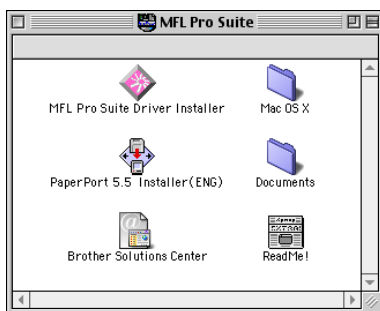 MFL Pro Suite
MFL Pro Suite Driver Installer
Mac OS X
PaperPort 5.5 Installer(ENG)
Documents
Brother Solutions Center
ReadMe!